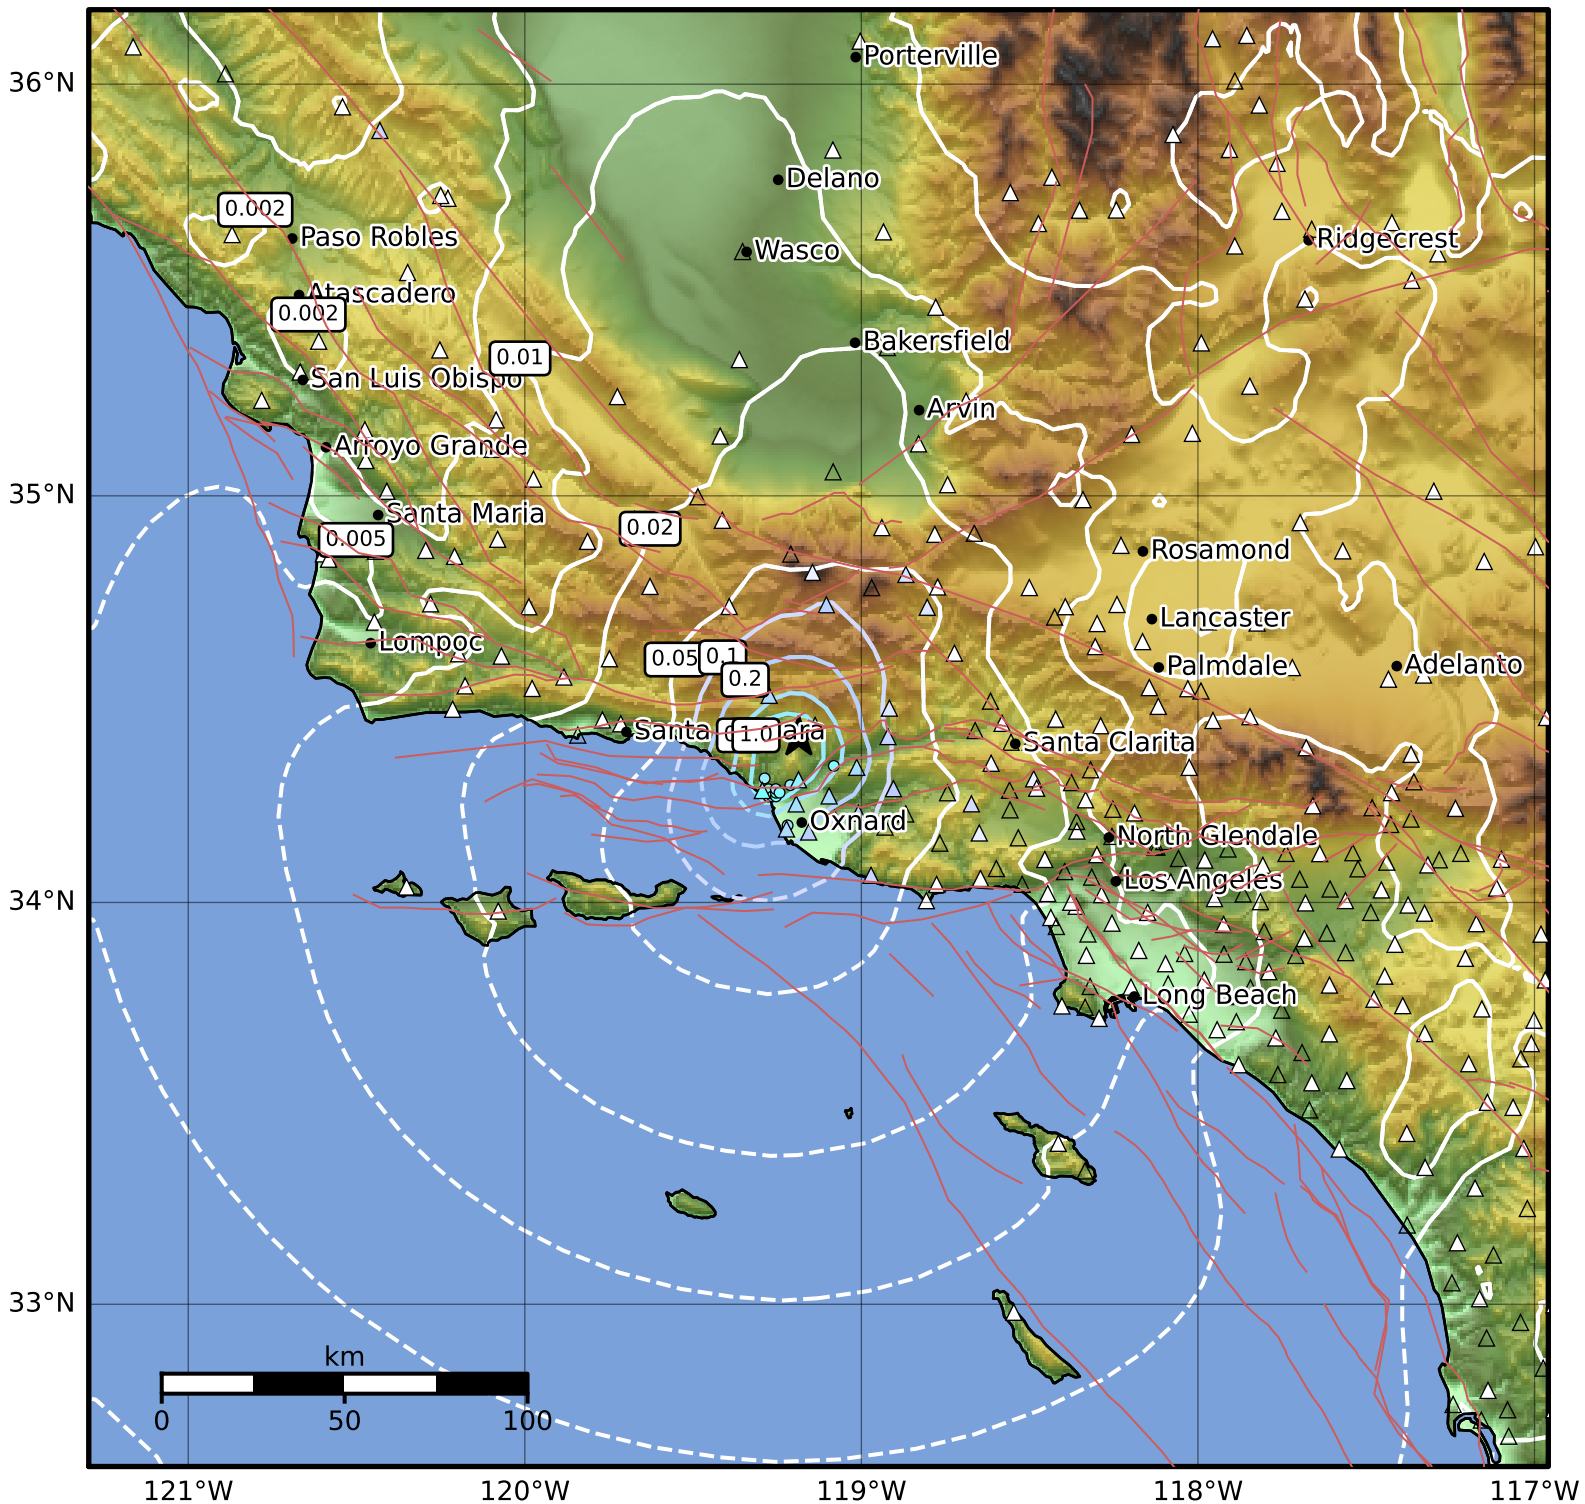 36°N
35°N
34°N
33°N
121°W
120°W
119°W
118°W
117°W
Porterville
Delano
Wasco
0.002
Paso Robles
Ridgecrest
Atascadero
0.002
Bakersfield
0.01
San Luis Obispo
Arvin
Arroyo Grande
Santa Maria
0.02
0.005
Rosamond
Lancaster
Lompoc
0.05
0.1
0.2
Palmdale
Adelanto
Santa
1.0
Santa Clarita
Oxnard
North Glendale
Los Angeles
Long Beach
km
0
50
100